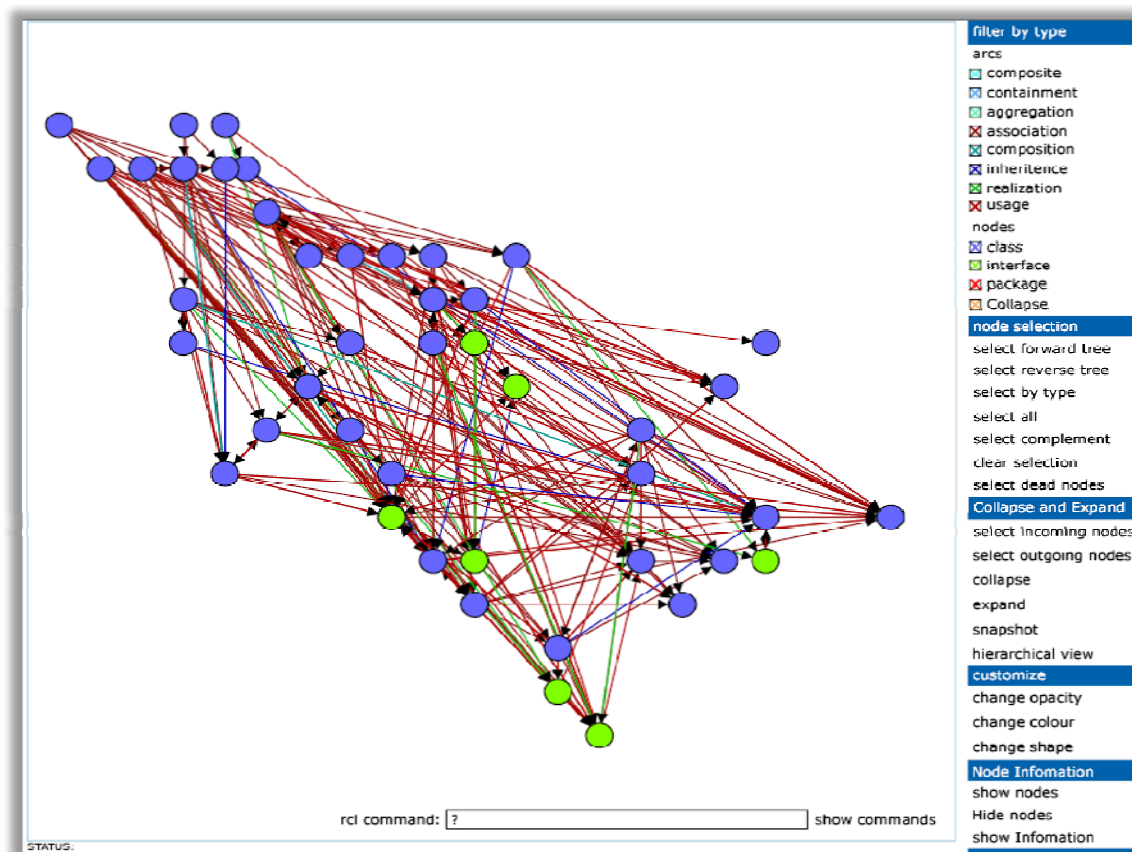 filter by type
arcs
composite
containment
aggregation
association
composition
inheritence
realization
usage
nodes
class
interface
package
Collapse
node selection
select forward tree
select reverse tree
select by type
select all
select complement
clear selection
select dead nodes
Collapse and Expand
select incoming nodes
select outgoing nodes
collapse
expand
snapshot
hierarchical view
customize
change opacity
change colour
change shape
Node Infomation
show nodes
Hide nodes
show Infomation
rcl command: ? show commands
STATUS: